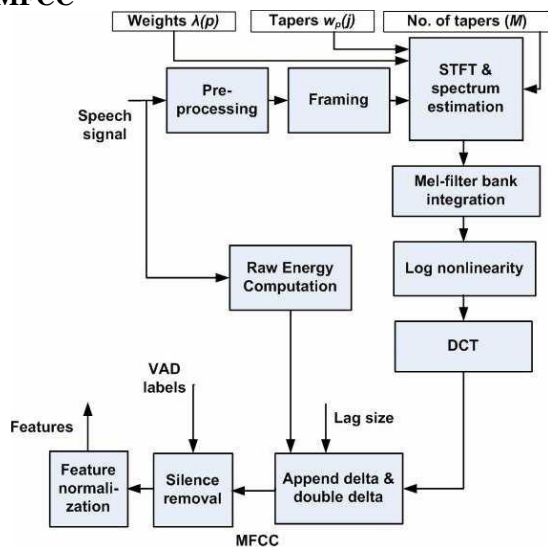 MFCC
Weights λ(p)
Tapers wp(j)
No. of tapers (M)
Speech
signal
Pre-
processing
Framing
STFT &
spectrum
estimation
Mel-filter bank
integration
Raw Energy
Computation
Log nonlinearity
DCT
VAD
labels
Lag size
Features
Feature
normali-
zation
Silence
removal
Append delta &
double delta
MFCC